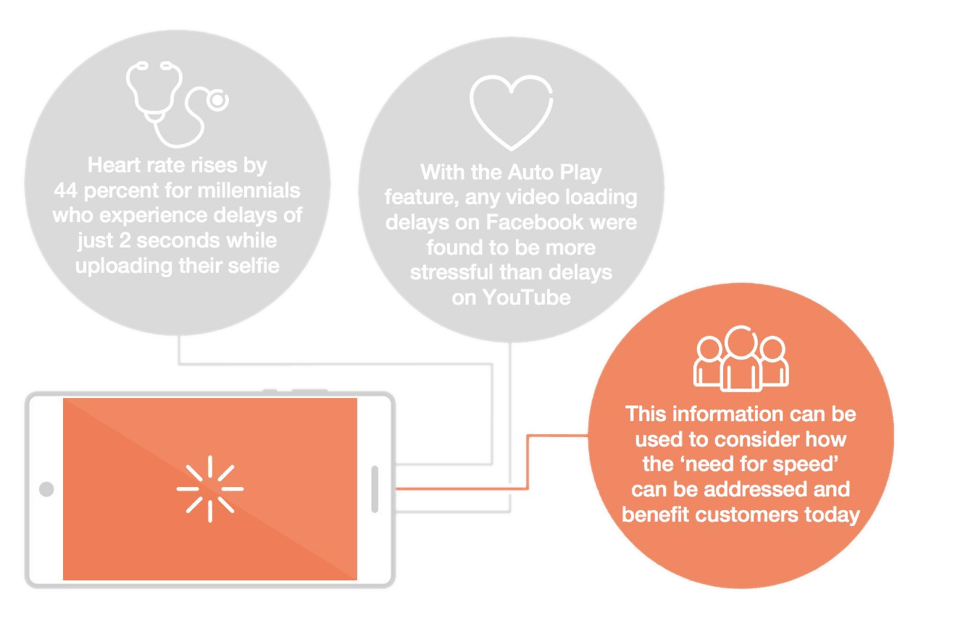 Heart rate rises by
44 percent for millennials
who experience delays of
just 2 seconds while
uploading their selfie
With the Auto Play
feature, any video loading
delays on Facebook were
found to be more
stressful than delays
on YouTube
This information can be
used to consider how
the ‘need for speed’
can be addressed and
benefit customers today